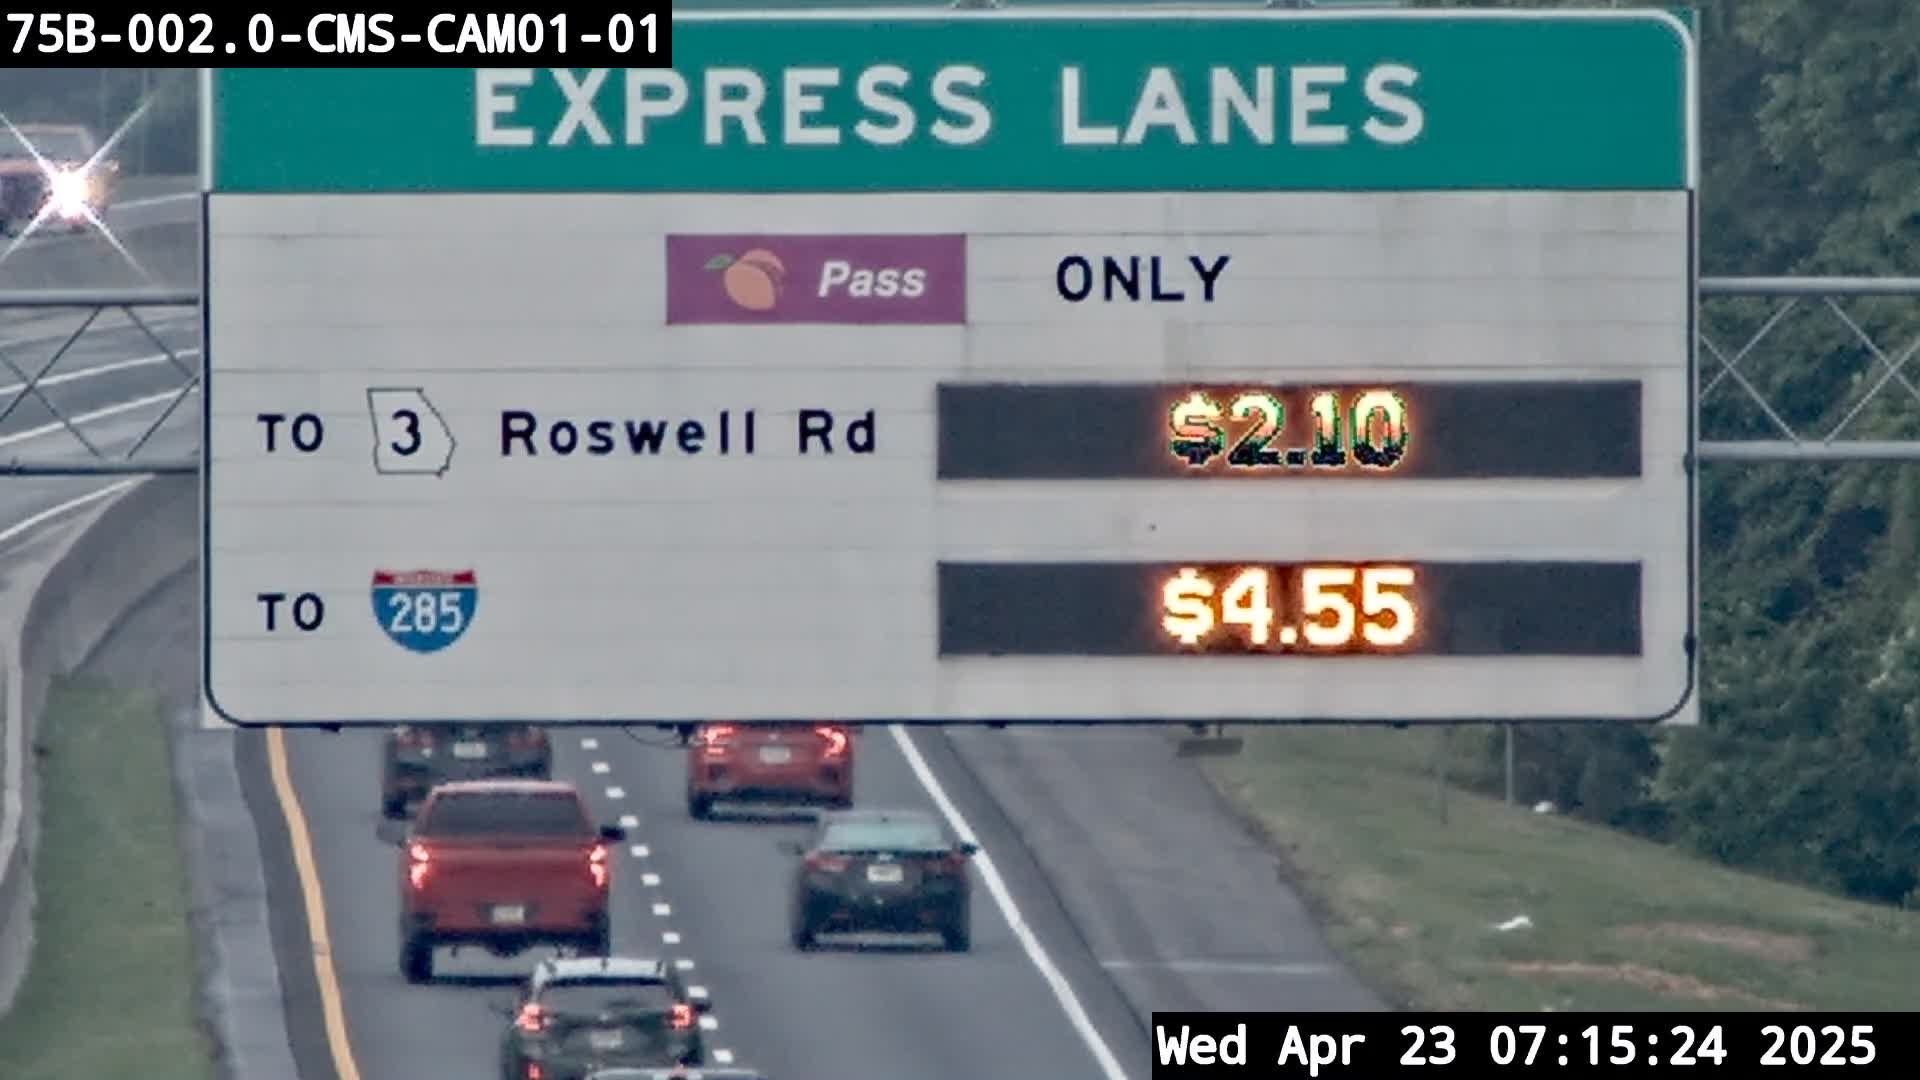 75B-002.0-CMS-CAM01-01
EXPRESS LANES
Pass ONLY
TO 3 Roswell Rd $2.10
TO 285 $4.55
Wed Apr 23 07:15:24 2025